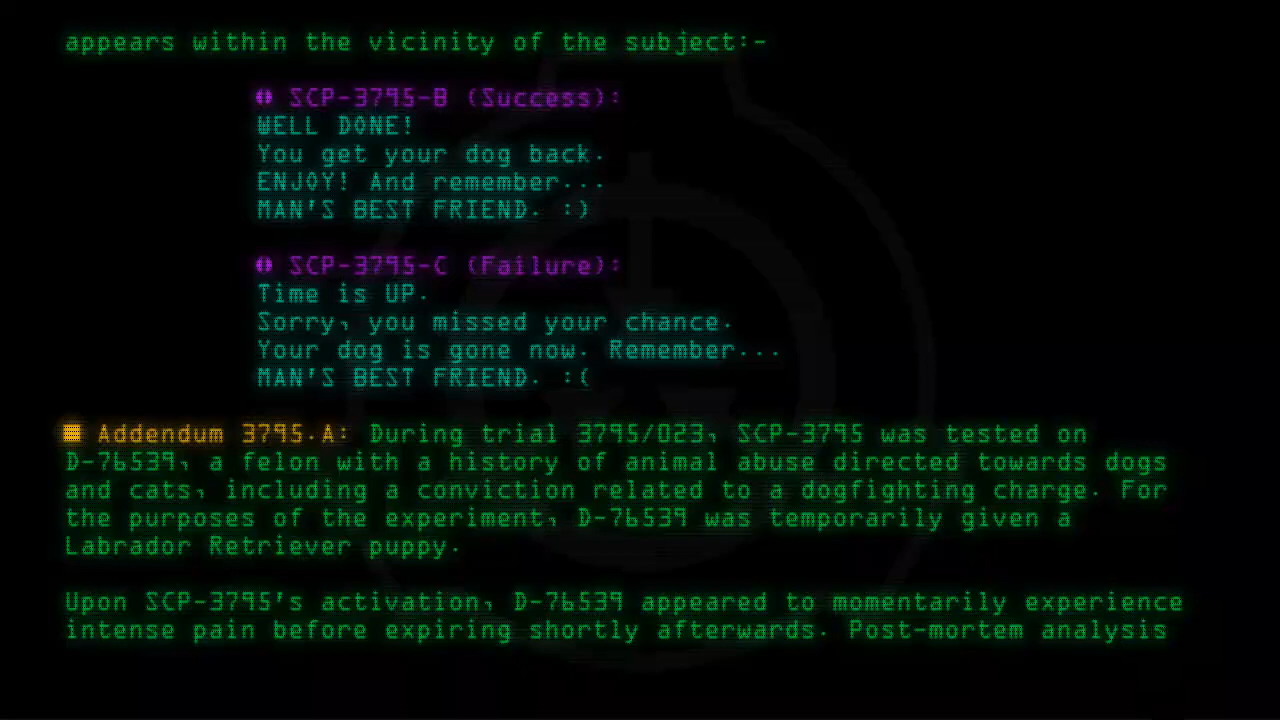 appears within the vicinity of the subject:-
SCP-3795-B (Success):
WELL DONE!
You get your dog back.
ENJOY! And remember...
MAN'S BEST FRIEND. :)
SCP-3795-C (Failure):
Time is UP.
Sorry, you missed your chance.
Your dog is gone now. Remember...
MAN'S BEST FRIEND. :(
Addendum 3795.A: During trial 3795/023, SCP-3795 was tested on
D-76539, a felon with a history of animal abuse directed towards dogs
and cats, including a conviction related to a dogfighting charge. For
the purposes of the experiment, D-76539 was temporarily given a
Labrador Retriever puppy.
Upon SCP-3795's activation, D-76539 appeared to momentarily experience
intense pain before expiring shortly afterwards. Post-mortem analysis